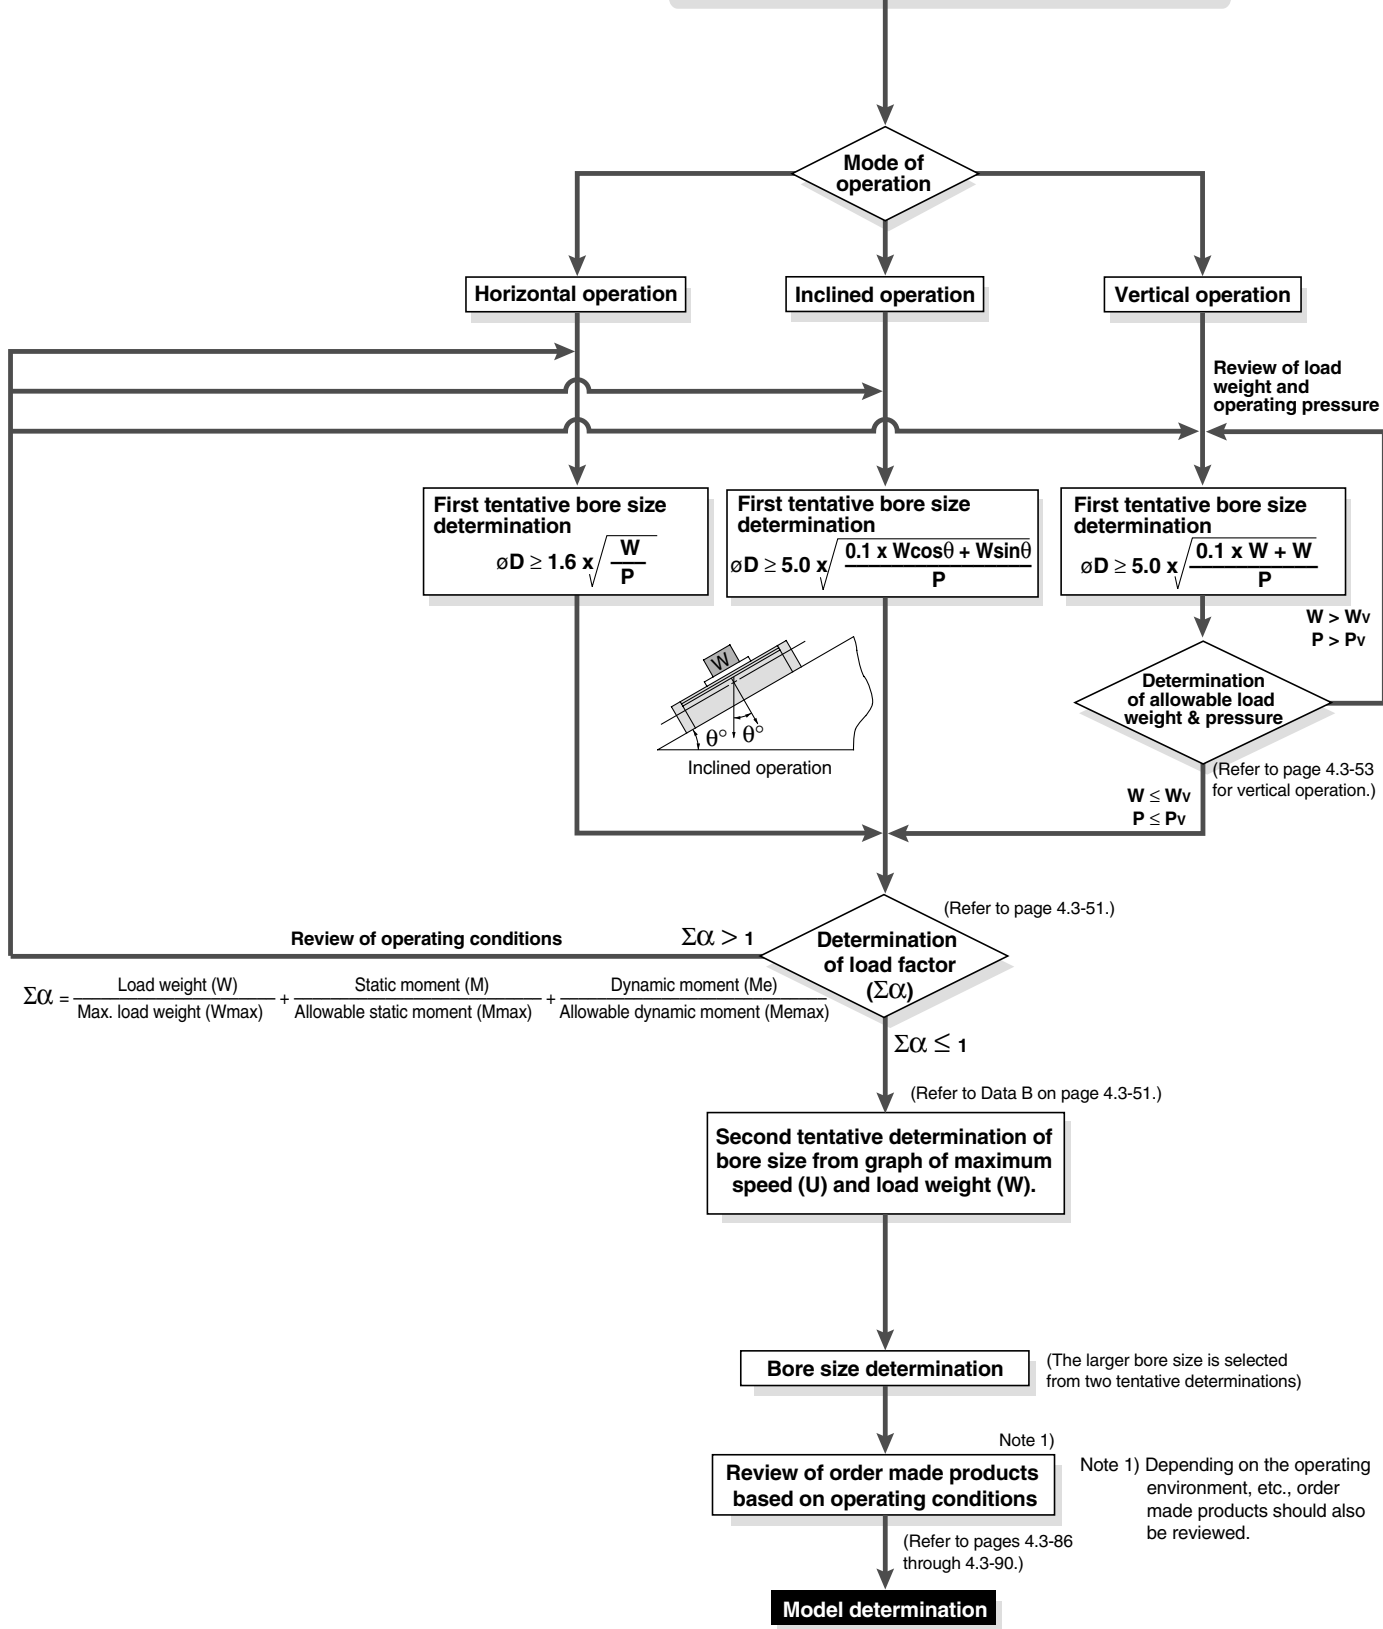 Mode of
operation
Horizontal operation
Inclined operation
Vertical operation
Review of load
weight and
operating pressure
First tentative bore size
determination
øD ≥ 1.6 x √(W / P)
First tentative bore size
determination
øD ≥ 5.0 x √((0.1 x Wcosθ + Wsinθ) / P)
First tentative bore size
determination
øD ≥ 5.0 x √((0.1 x W + W) / P)
W > Wv
P > Pv
W
θ° θ°
Inclined operation
Determination
of allowable load
weight & pressure
(Refer to page 4.3-53
for vertical operation.)
W ≤ Wv
P ≤ Pv
(Refer to page 4.3-51.)
Review of operating conditions
Σα > 1
Determination
of load factor
(Σα)
Σα = Load weight (W) / Max. load weight (Wmax) + Static moment (M) / Allowable static moment (Mmax) + Dynamic moment (Me) / Allowable dynamic moment (Memax)
Σα ≤ 1
(Refer to Data B on page 4.3-51.)
Second tentative determination of
bore size from graph of maximum
speed (U) and load weight (W).
Bore size determination
(The larger bore size is selected
from two tentative determinations)
Note 1)
Review of order made products
based on operating conditions
Note 1) Depending on the operating
environment, etc., order
made products should also
be reviewed.
(Refer to pages 4.3-86
through 4.3-90.)
Model determination